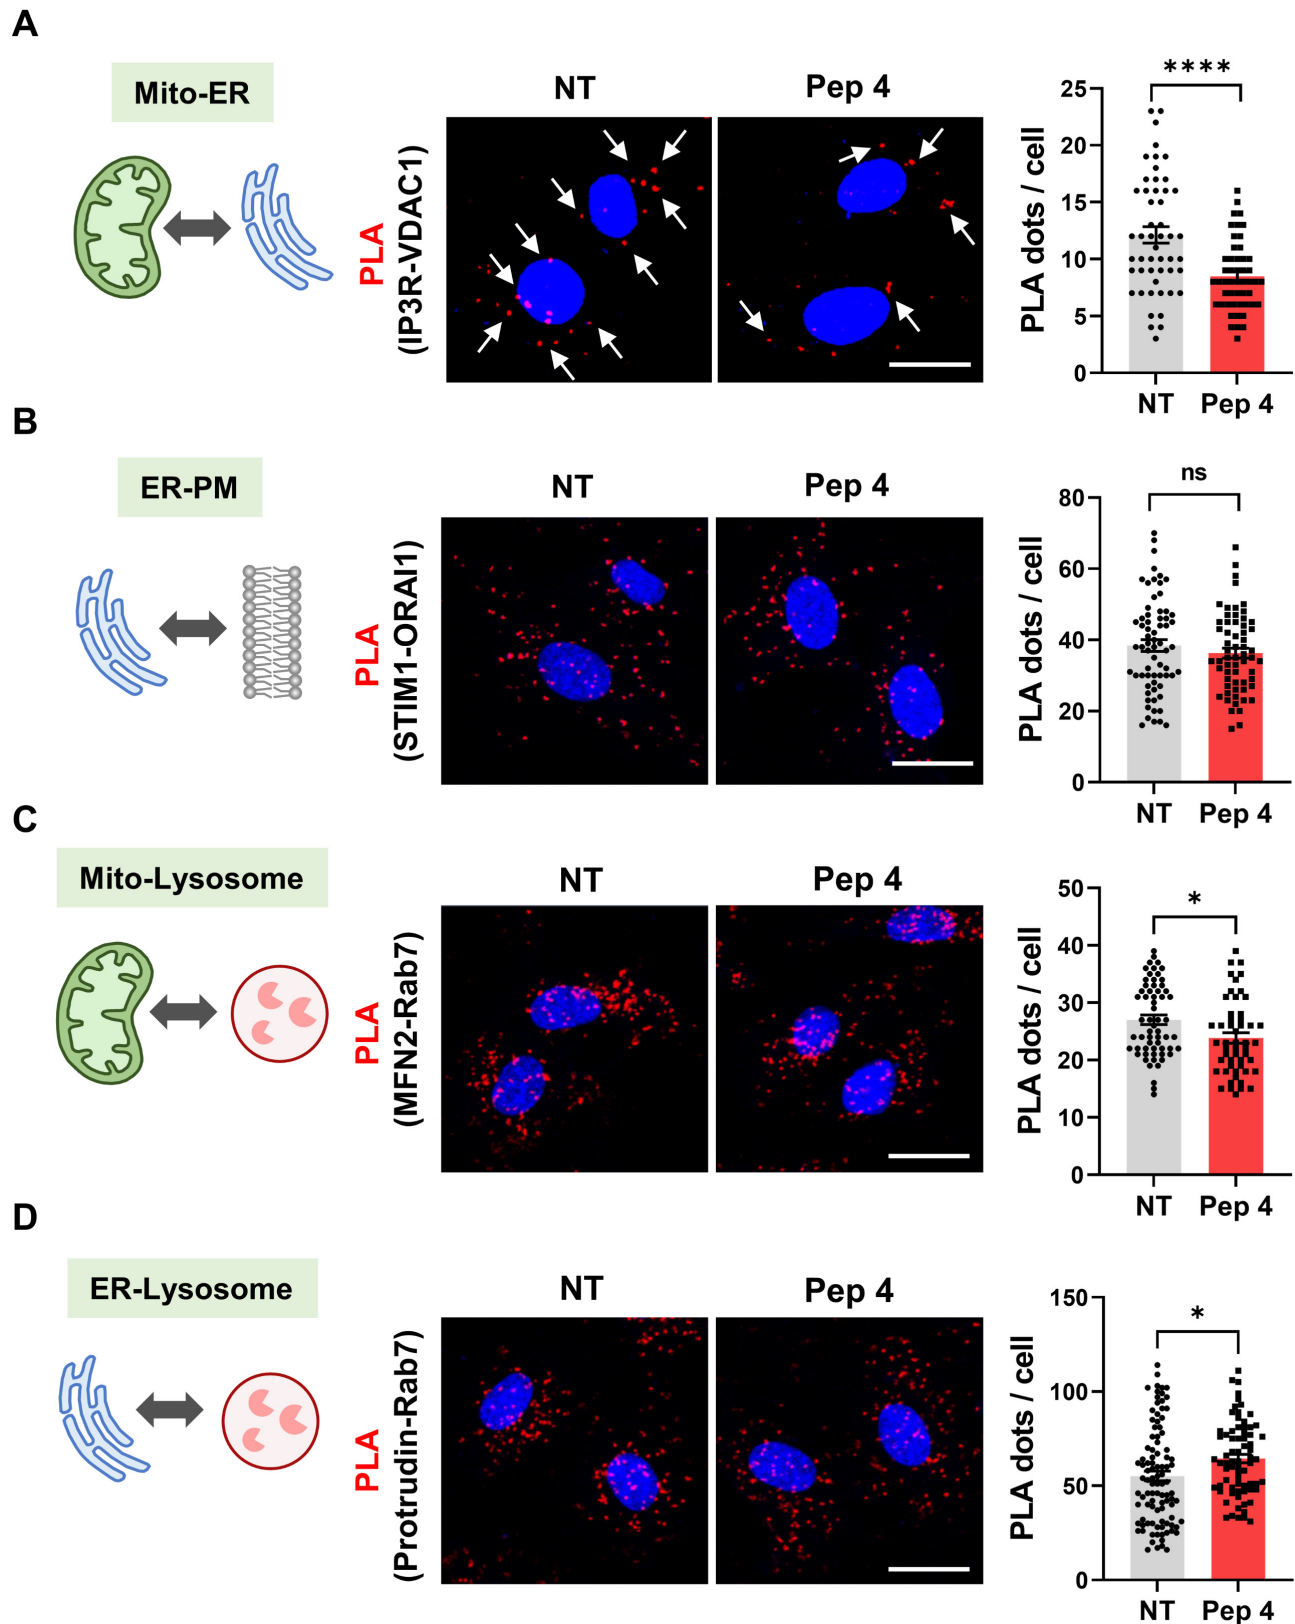 A
Mito-ER
NT
Pep 4
PLA
(IP3R-VDAC1)
PLA dots / cell
****
25
20
15
10
5
0
NT
Pep 4
B
ER-PM
NT
Pep 4
PLA
(STIM1-ORAI1)
PLA dots / cell
ns
80
60
40
20
0
NT
Pep 4
C
Mito-Lysosome
NT
Pep 4
PLA
(MFN2-Rab7)
PLA dots / cell
*
50
40
30
20
10
0
NT
Pep 4
D
ER-Lysosome
NT
Pep 4
PLA
(Protrudin-Rab7)
PLA dots / cell
*
150
100
50
0
NT
Pep 4